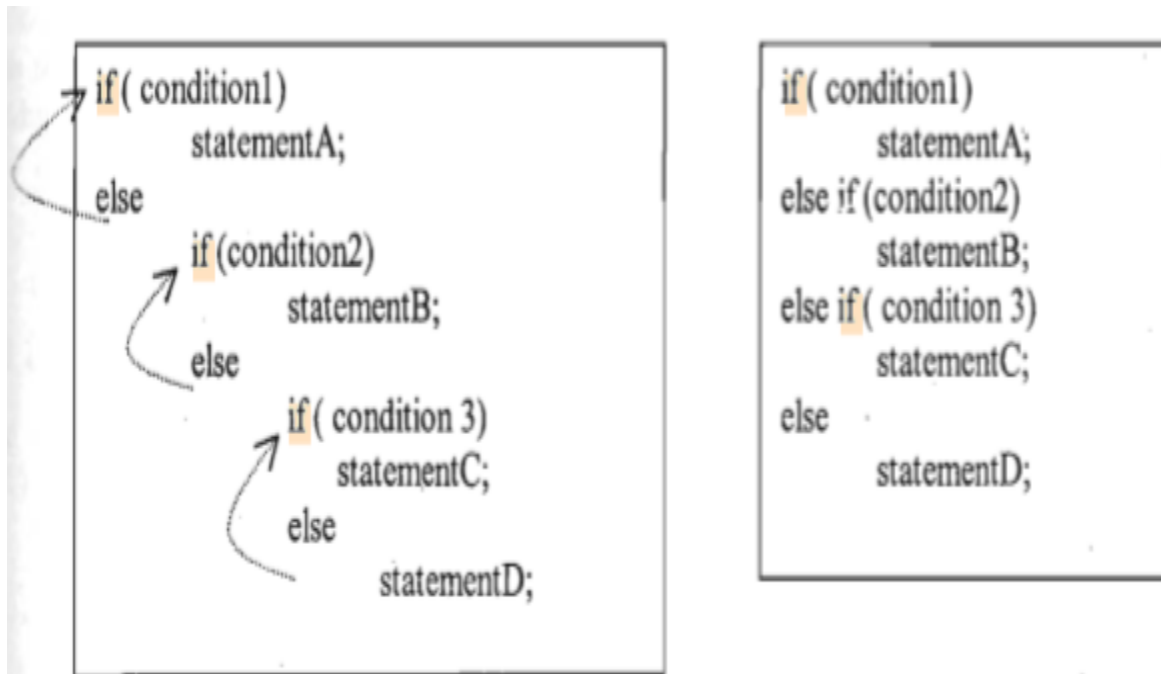 if ( condition1)
statementA;
else
if (condition2)
statementB;
else
if ( condition 3)
statementC;
else
statementD;
if ( condition1)
statementA;
else if (condition2)
statementB;
else if ( condition 3)
statementC;
else
statementD;